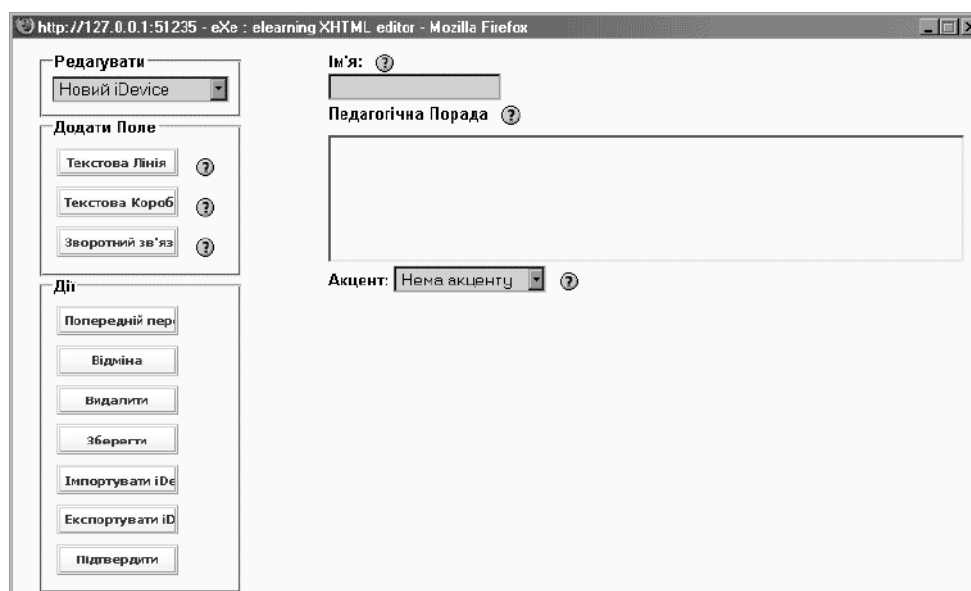 http://127.0.0.1:51235 - eXe : elearning XHTML editor - Mozilla Firefox
Редагувати
Новий iDevice
Додати Поле
Текстова Лінія
Текстова Короб
Зворотний зв'яз
Дії
Попередній пер
Відміна
Видалити
Зберегти
Імпортувати iDe
Експортувати iD
Підтвердити
Ім'я:
Педагогічна Порада
Акцент: Нема акценту